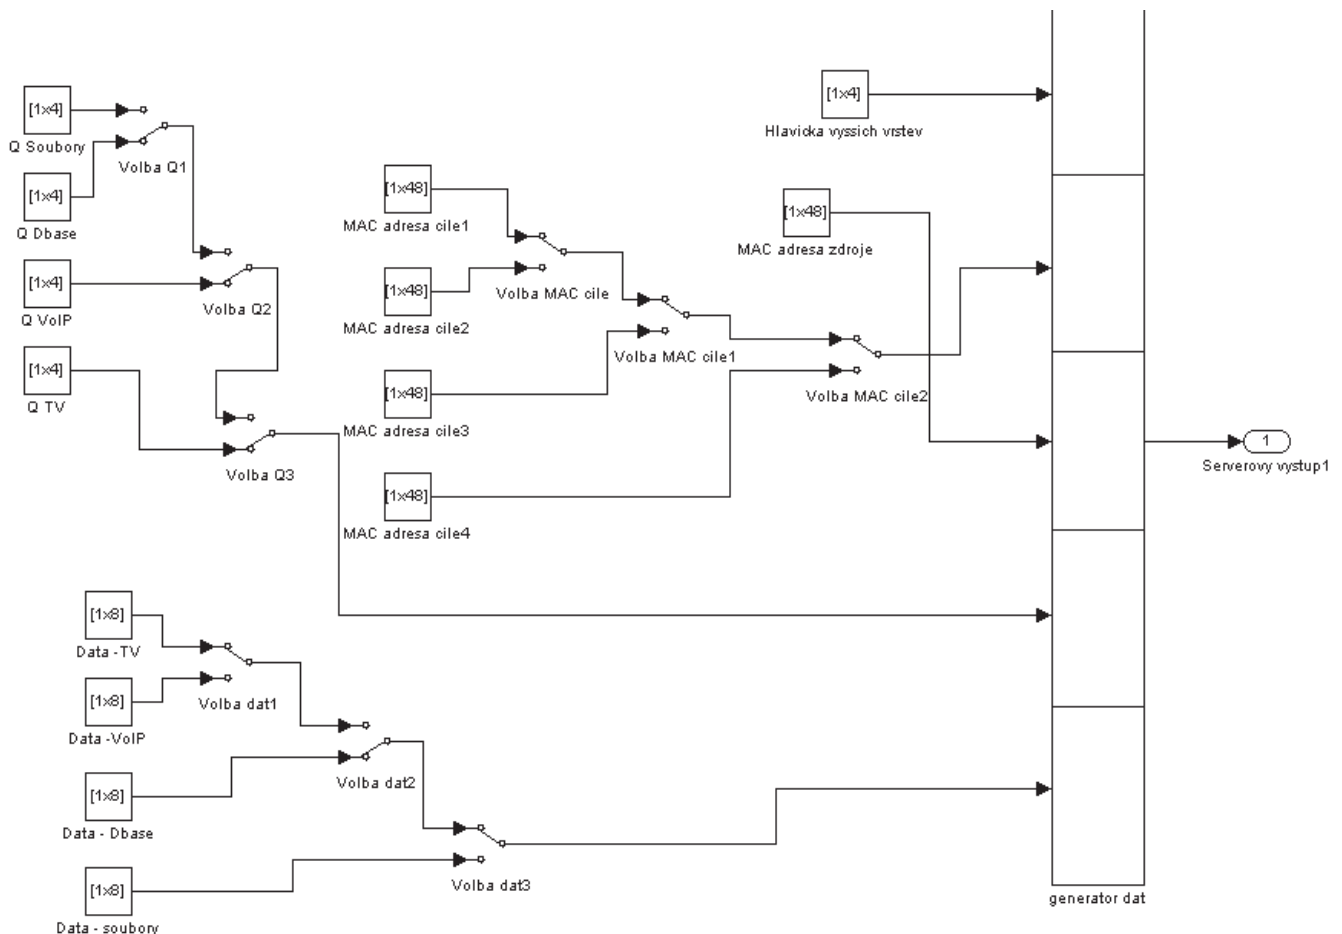 [1x4]
Q Soubory
Volba Q1
[1x4]
Q Dbase
[1x4]
Q VoIP
Volba Q2
[1x4]
Q TV
Volba Q3
[1x48]
MAC adresa cile1
[1x48]
MAC adresa cile2
Volba MAC cile
[1x48]
MAC adresa cile3
Volba MAC cile1
[1x48]
MAC adresa cile4
Volba MAC cile2
[1x4]
Hlavicka vyssich vrstev
[1x48]
MAC adresa zdroje
1
Serverovy vystup1
[1x8]
Data -TV
Volba dat1
[1x8]
Data -VoIP
Volba dat2
[1x8]
Data - Dbase
Volba dat3
[1x8]
Data - soubory
generator dat